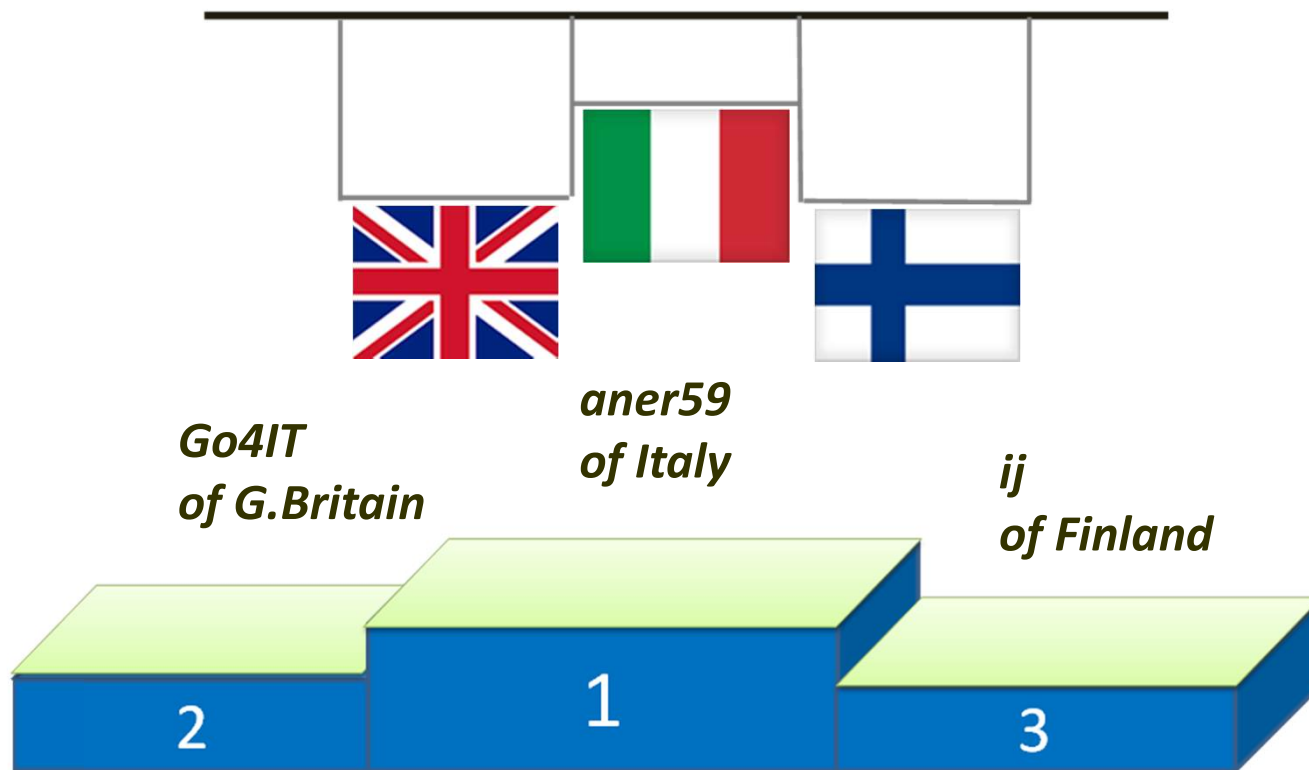 aner59
of Italy
Go4IT
of G.Britain
ij
of Finland
2
1
3